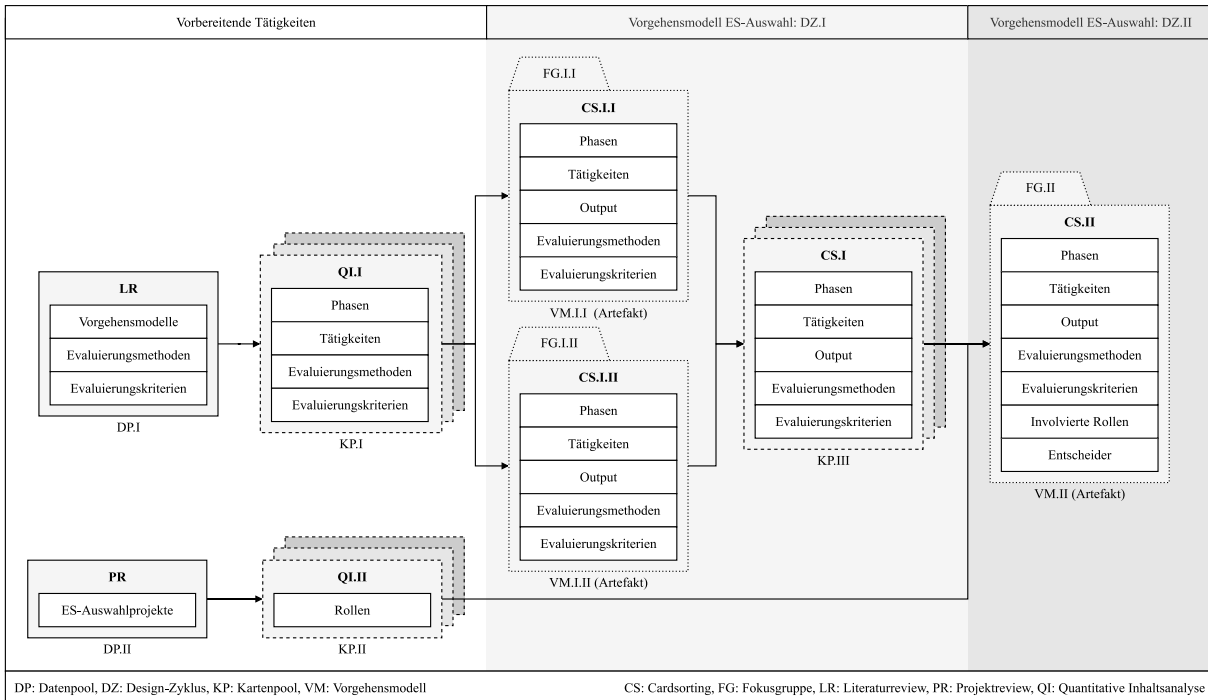 Vorbereitende Tätigkeiten
Vorgehensmodell ES-Auswahl: DZ.I
Vorgehensmodell ES-Auswahl: DZ.II
LR
Vorgehensmodelle
Evaluierungsmethoden
Evaluierungskriterien
DP.I
QI.I
Phasen
Tätigkeiten
Evaluierungsmethoden
Evaluierungskriterien
KP.I
PR
ES-Auswahlprojekte
DP.II
QI.II
Rollen
KP.II
FG.I.I
CS.I.I
Phasen
Tätigkeiten
Output
Evaluierungsmethoden
Evaluierungskriterien
VM.I.I (Artefakt)
FG.I.II
CS.I.II
Phasen
Tätigkeiten
Output
Evaluierungsmethoden
Evaluierungskriterien
VM.I.II (Artefakt)
CS.I
Phasen
Tätigkeiten
Output
Evaluierungsmethoden
Evaluierungskriterien
KP.III
FG.II
CS.II
Phasen
Tätigkeiten
Output
Evaluierungsmethoden
Evaluierungskriterien
Involvierte Rollen
Entscheider
VM.II (Artefakt)
DP: Datenpool, DZ: Design-Zyklus, KP: Kartenpool, VM: Vorgehensmodell
CS: Cardsorting, FG: Fokusgruppe, LR: Literaturreview, PR: Projektreview, QI: Quantitative Inhaltsanalyse